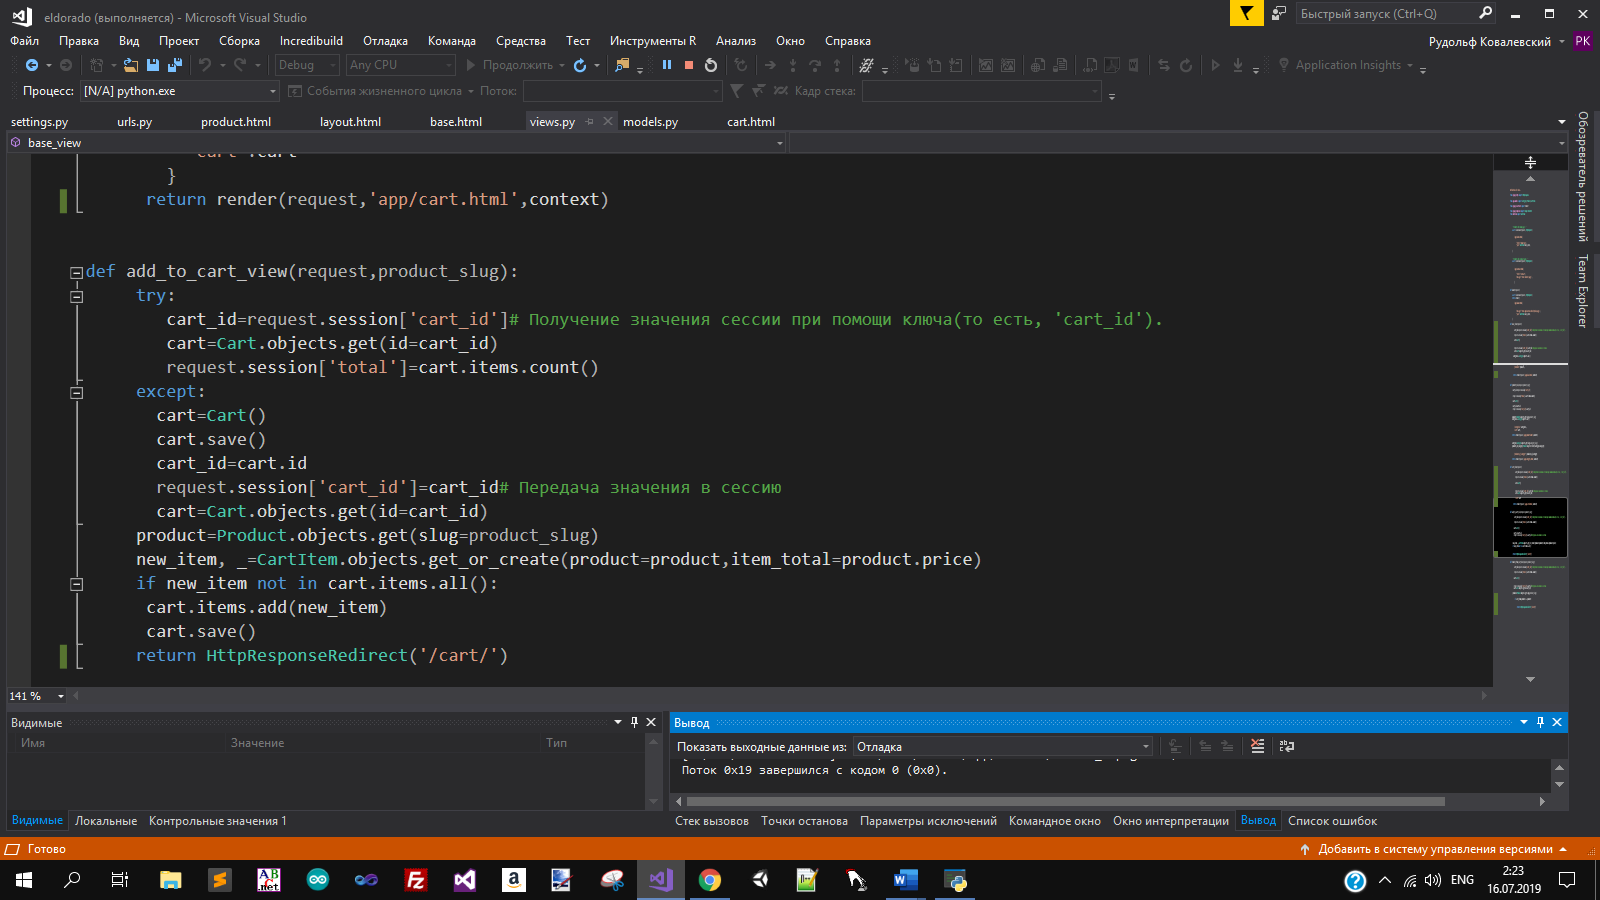 eldorado (выполняется) - Microsoft Visual Studio
Быстрый запуск (Ctrl+Q)
Файл Правка Вид Проект Сборка Incredibuild Отладка Команда Средства Тест Инструменты R Анализ Окно Справка
Рудольф Ковалевский РК
Debug Any CPU Продолжить Application Insights
Процесс: [N/A] python.exe События жизненного цикла Поток: Кадр стека:
settings.py urls.py product.html layout.html base.html views.py models.py cart.html
base_view
}
return render(request,'app/cart.html',context)
def add_to_cart_view(request,product_slug):
try:
cart_id=request.session['cart_id']# Получение значения сессии при помощи ключа(то есть, 'cart_id').
cart=Cart.objects.get(id=cart_id)
request.session['total']=cart.items.count()
except:
cart=Cart()
cart.save()
cart_id=cart.id
request.session['cart_id']=cart_id# Передача значения в сессию
cart=Cart.objects.get(id=cart_id)
product=Product.objects.get(slug=product_slug)
new_item, _=CartItem.objects.get_or_create(product=product,item_total=product.price)
if new_item not in cart.items.all():
cart.items.add(new_item)
cart.save()
return HttpResponseRedirect('/cart/')
Обозреватель решений
Team Explorer
141 %
Видимые
Имя Значение Тип
Видимые Локальные Контрольные значения 1
Вывод
Показать выходные данные из: Отладка
Поток 0x19 завершился с кодом 0 (0x0).
Стек вызовов Точки останова Параметры исключений Командное окно Окно интерпретации Вывод Список ошибок
Готово
Добавить в систему управления версиями
ENG
2:23
16.07.2019